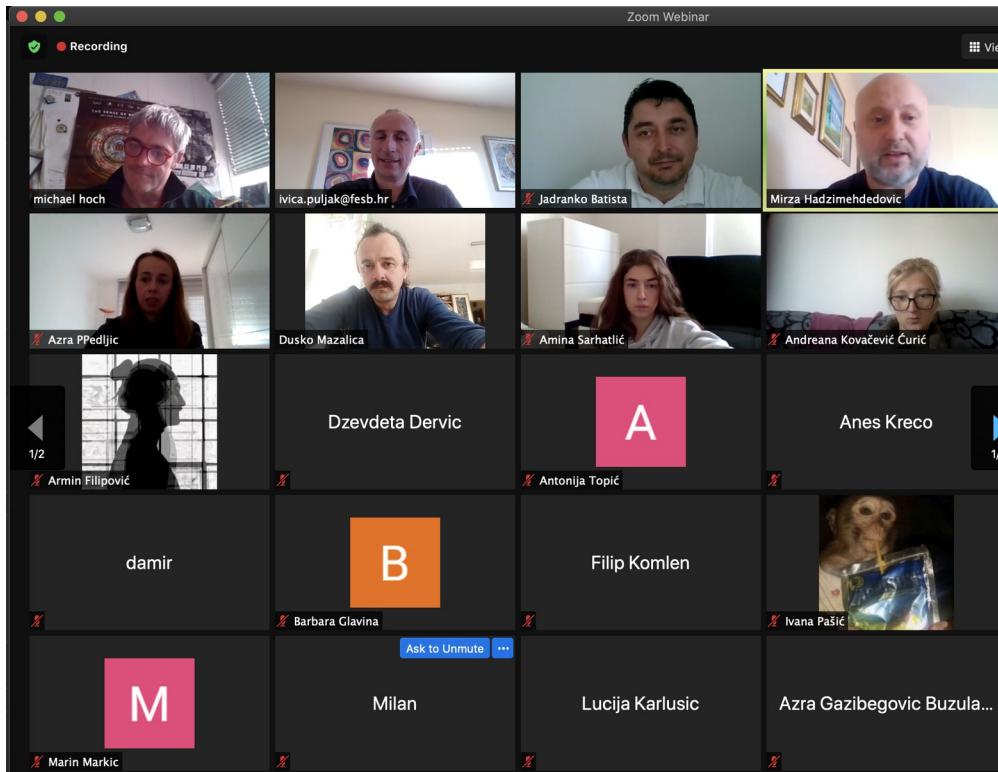 Zoom Webinar
Recording
Vie
michael hoch
ivica.puljak@fesb.hr
Jadranko Batista
Mirza Hadzimehdedovic
Azra PPedljic
Dusko Mazalica
Amina Sarhatlić
Andreana Kovačević Ćurić
1/2
Armin Filipović
Dzevdeta Dervic
A
Antonija Topić
Anes Kreco
1/
damir
B
Barbara Glavina
Filip Komlen
Ivana Pašić
M
Marin Markic
Ask to Unmute
Milan
Lucija Karlusic
Azra Gazibegovic Buzula...